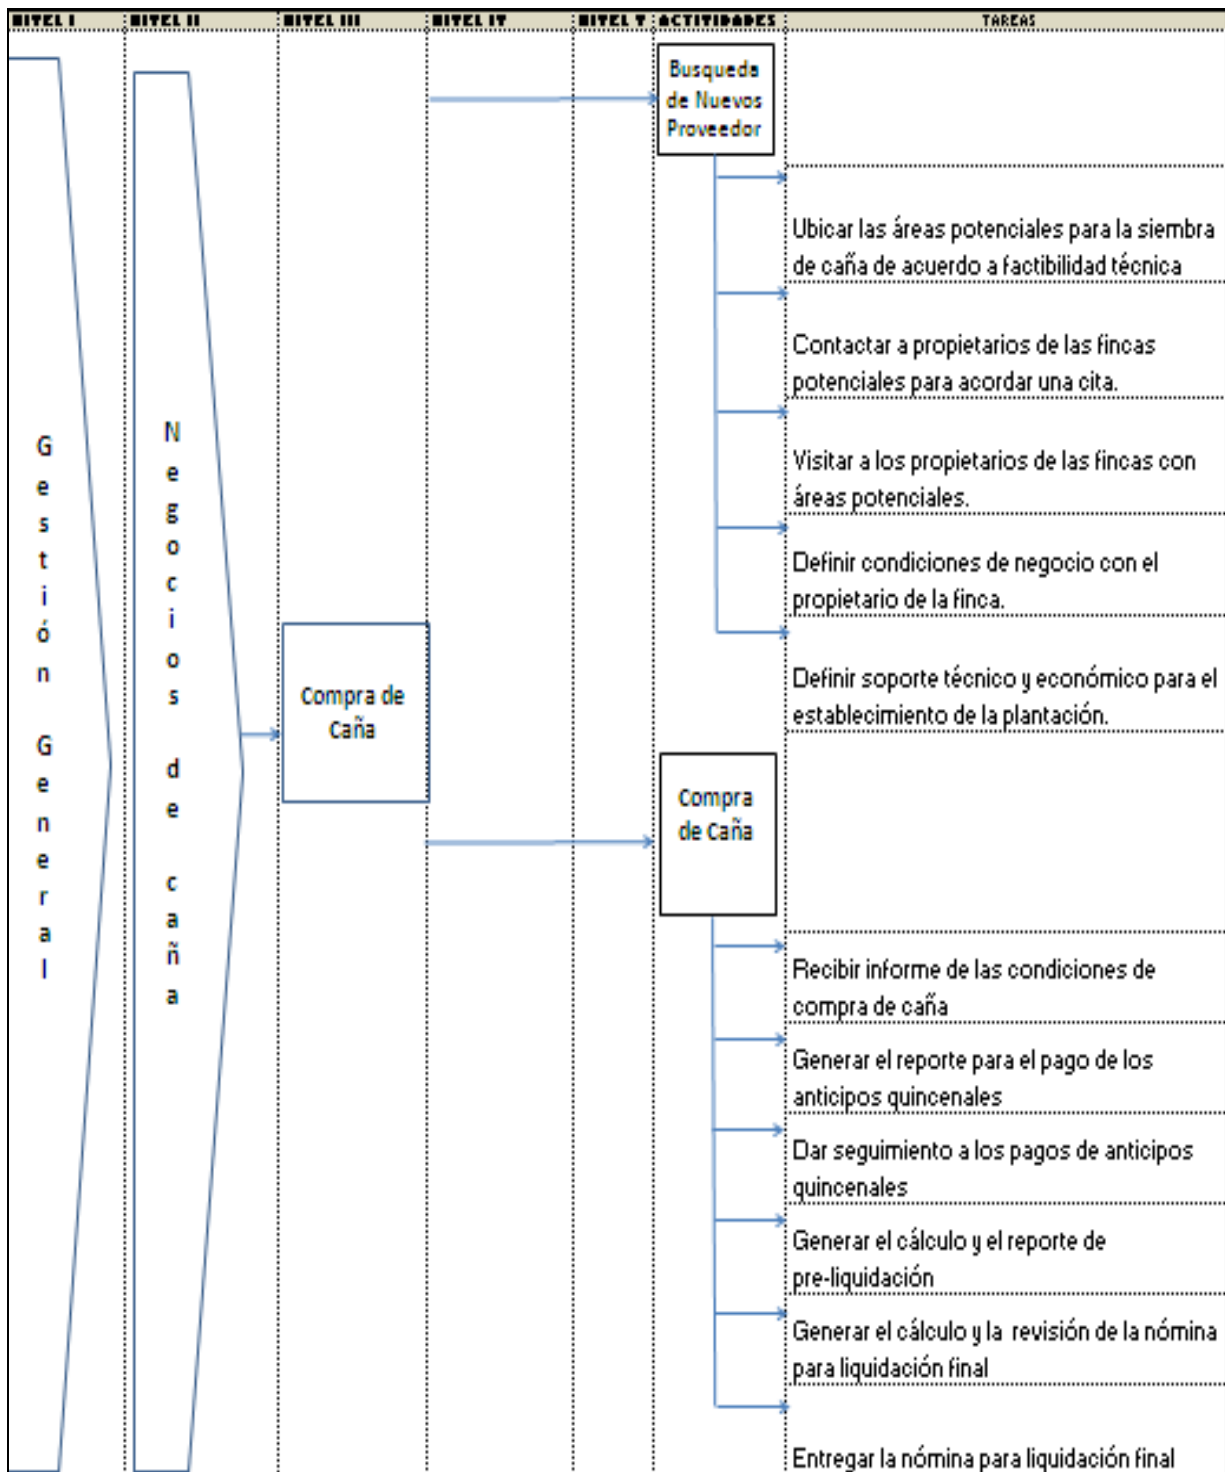 NIVEL I NIVEL II NIVEL III NIVEL IV NIVEL V ACTIVIDADES TAREAS
Busqueda
de Nuevos
Proveedor
Ubicar las áreas potenciales para la siembra
de caña de acuerdo a factibilidad técnica
Contactar a propietarios de las fincas
potenciales para acordar una cita.
Visitar a los propietarios de las fincas con
áreas potenciales.
Definir condiciones de negocio con el
propietario de la finca.
Definir soporte técnico y económico para el
establecimiento de la plantación.
Gestión General
Negocios de caña
Compra de
Caña
Compra
de Caña
Recibir informe de las condiciones de
compra de caña
Generar el reporte para el pago de los
anticipos quincenales
Dar seguimiento a los pagos de anticipos
quincenales
Generar el cálculo y el reporte de
pre-liquidación
Generar el cálculo y la revisión de la nómina
para liquidación final
Entregar la nómina para liquidación final